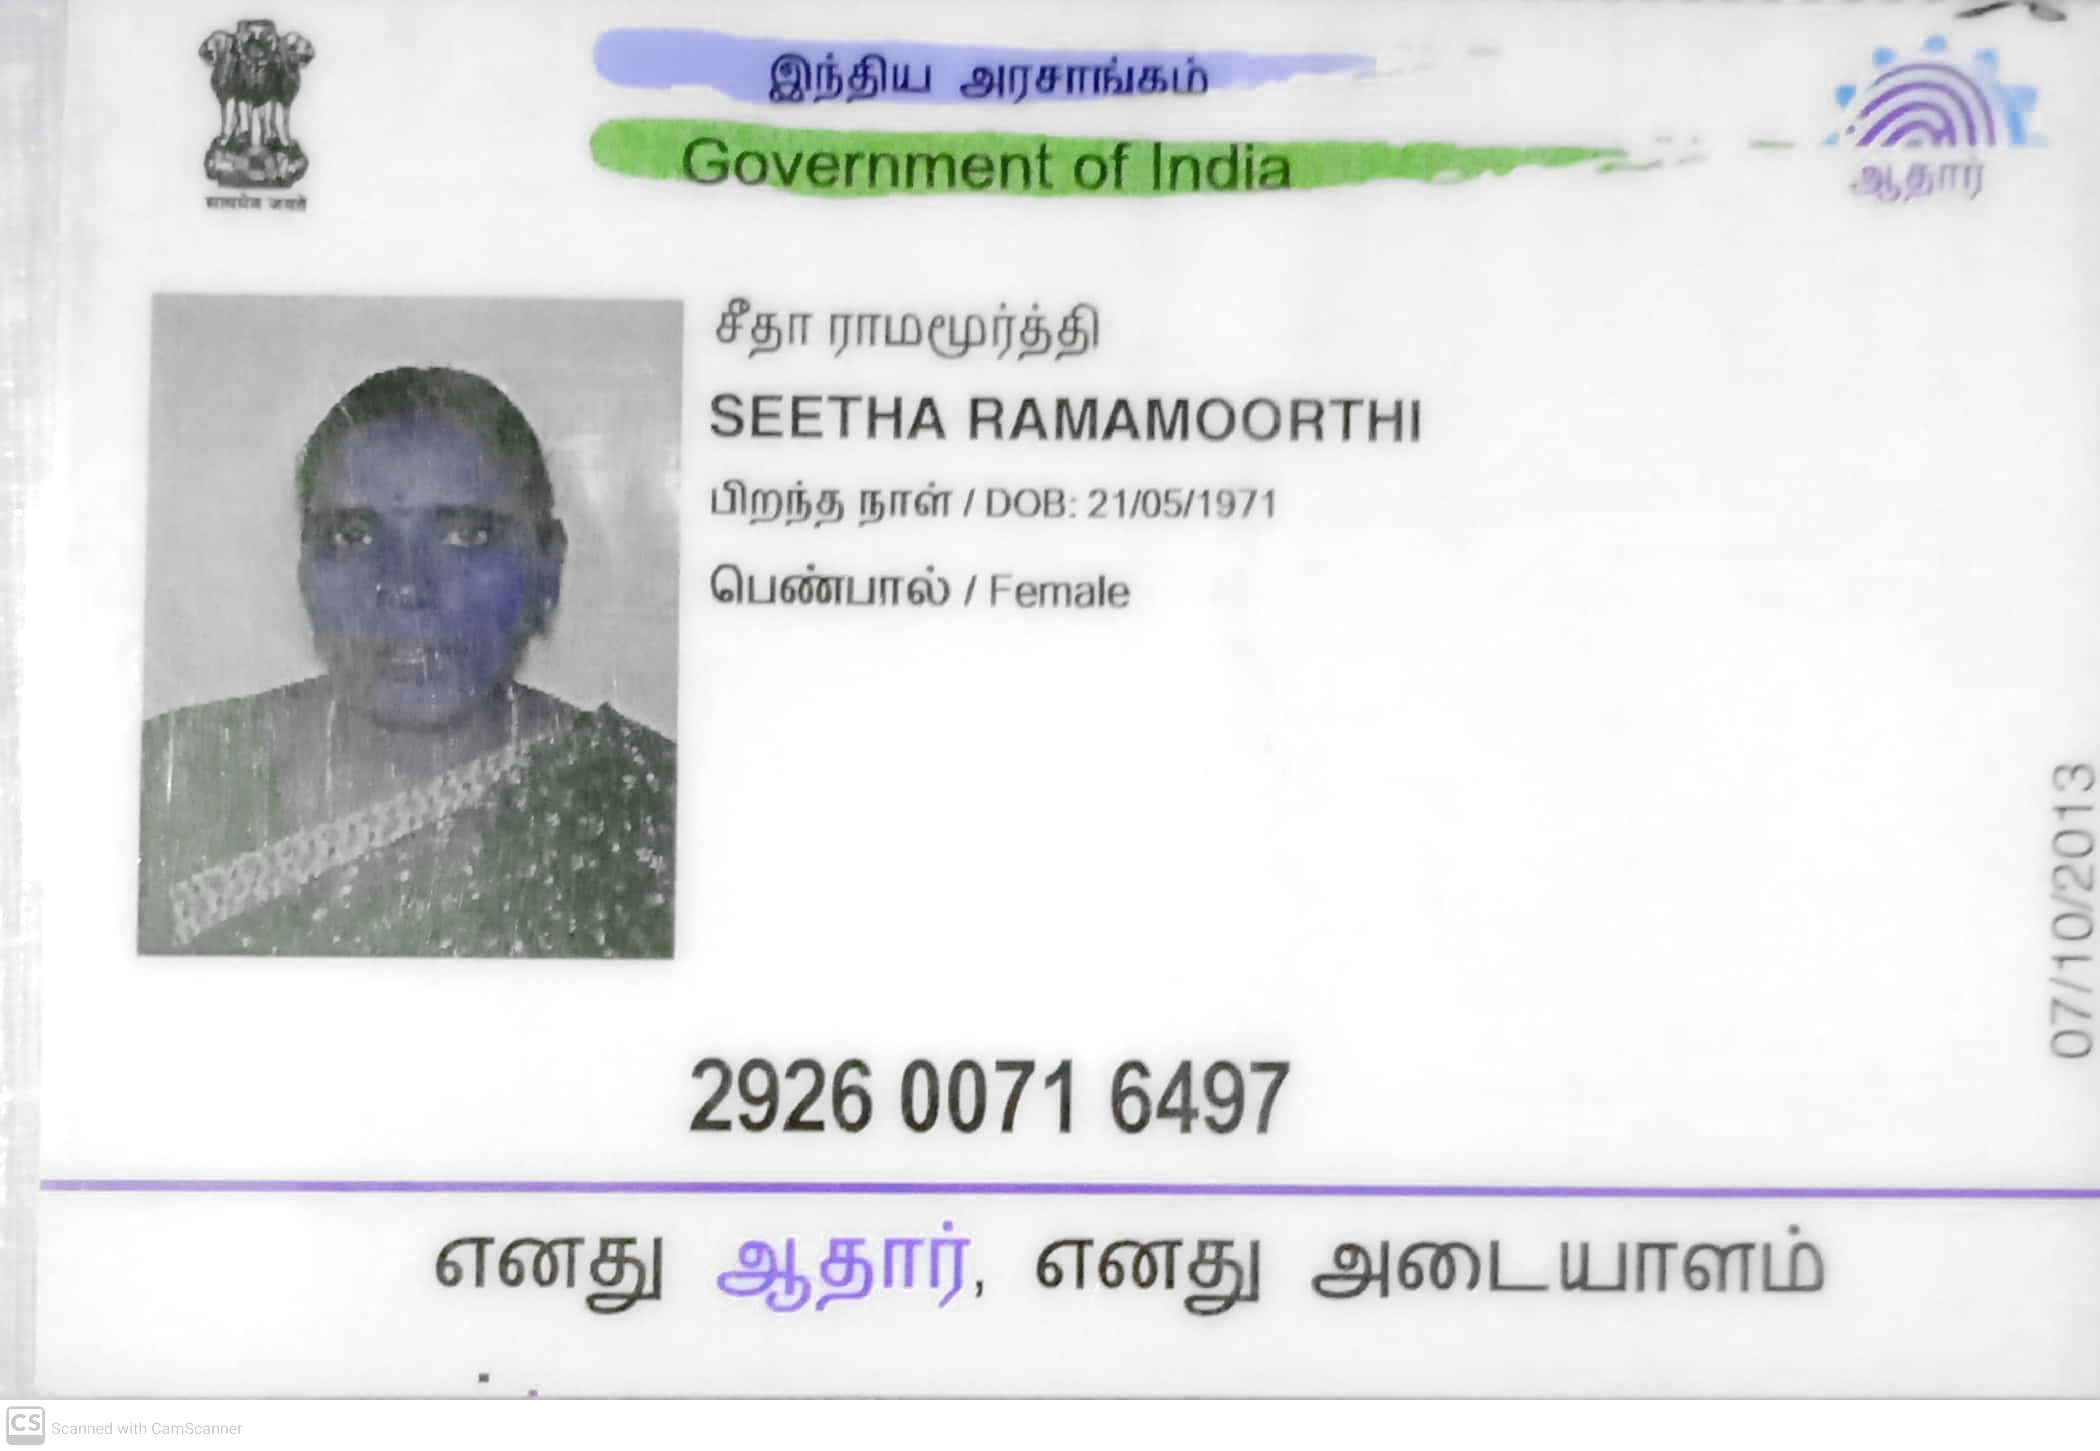 इन्திய அரசாங்கம்
Government of India
सत्यमेव जयते
ஆதார்
சீதா ராமமூர்த்தி
SEETHA RAMAMOORTHI
பிறந்த நாள் / DOB: 21/05/1971
பெண்பால் / Female
07/10/2013
2926 0071 6497
எனது ஆதார், எனது அடையாளம்
CS Scanned with CamScanner